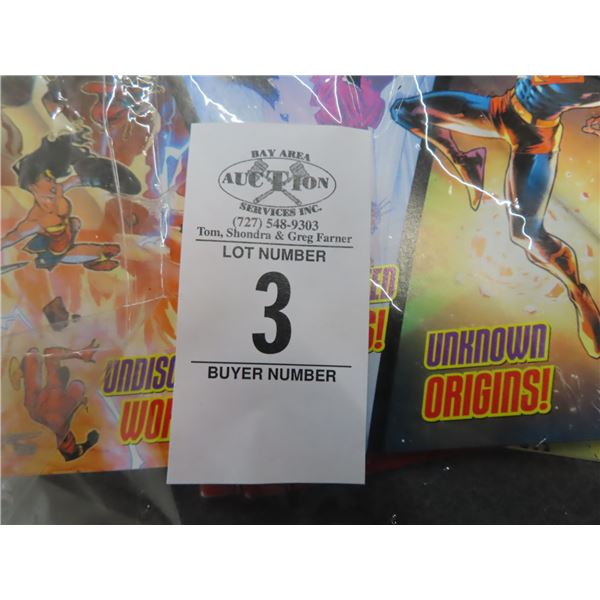 BAY AREA
AUCTION
SERVICES INC.
(727) 548-9303
Tom, Shondra & Greg Farner
LOT NUMBER
3
BUYER NUMBER
UNKNOWN
ORIGINS!